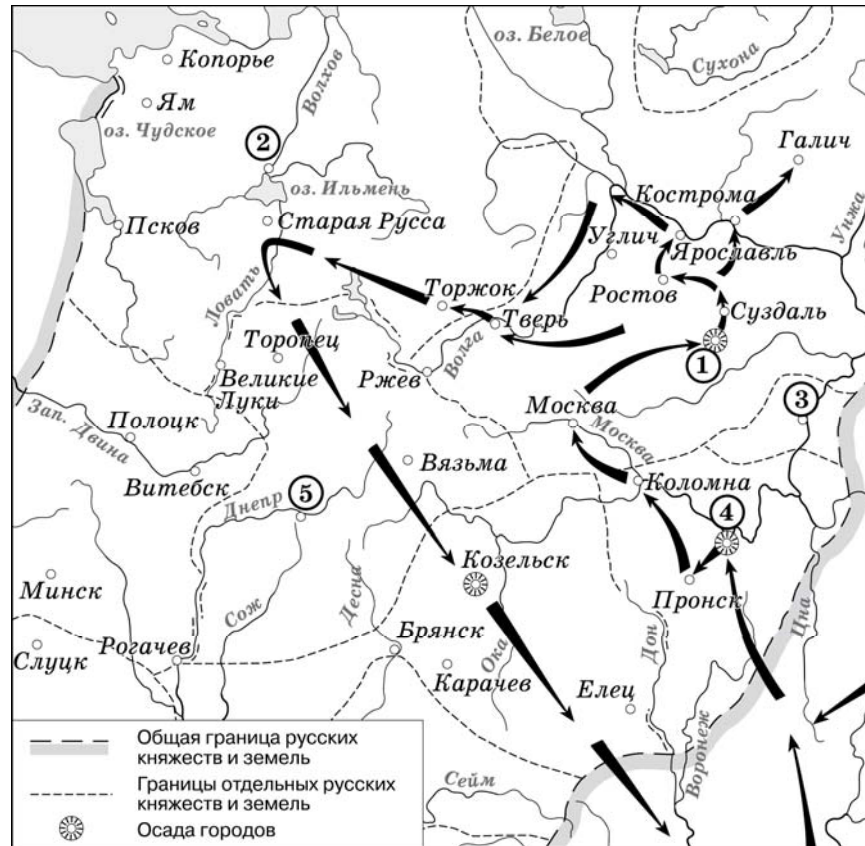 оз. Белое
Сухона
Копорье
Волхов
Ям
оз. Чудское
2
Галич
оз. Ильмень
Кострома
Унжа
Псков
Старая Русса
Углич
Ярославль
Ловать
Торжок
Ростов
Суздаль
Тверь
Торопец
Волга
1
Великие
Луки
Ржев
3
Зап. Двина
Москва
Москва
Полоцк
Вязьма
Витебск
Коломна
Днепр
5
4
Козельск
Минск
Десна
Пронск
Цна
Сож
Слуцк
Рогачев
Брянск
Ока
Дон
Карачев
Елец
Воронеж
Сейм
Общая граница русских
княжеств и земель
Границы отдельных русских
княжеств и земель
Осада городов